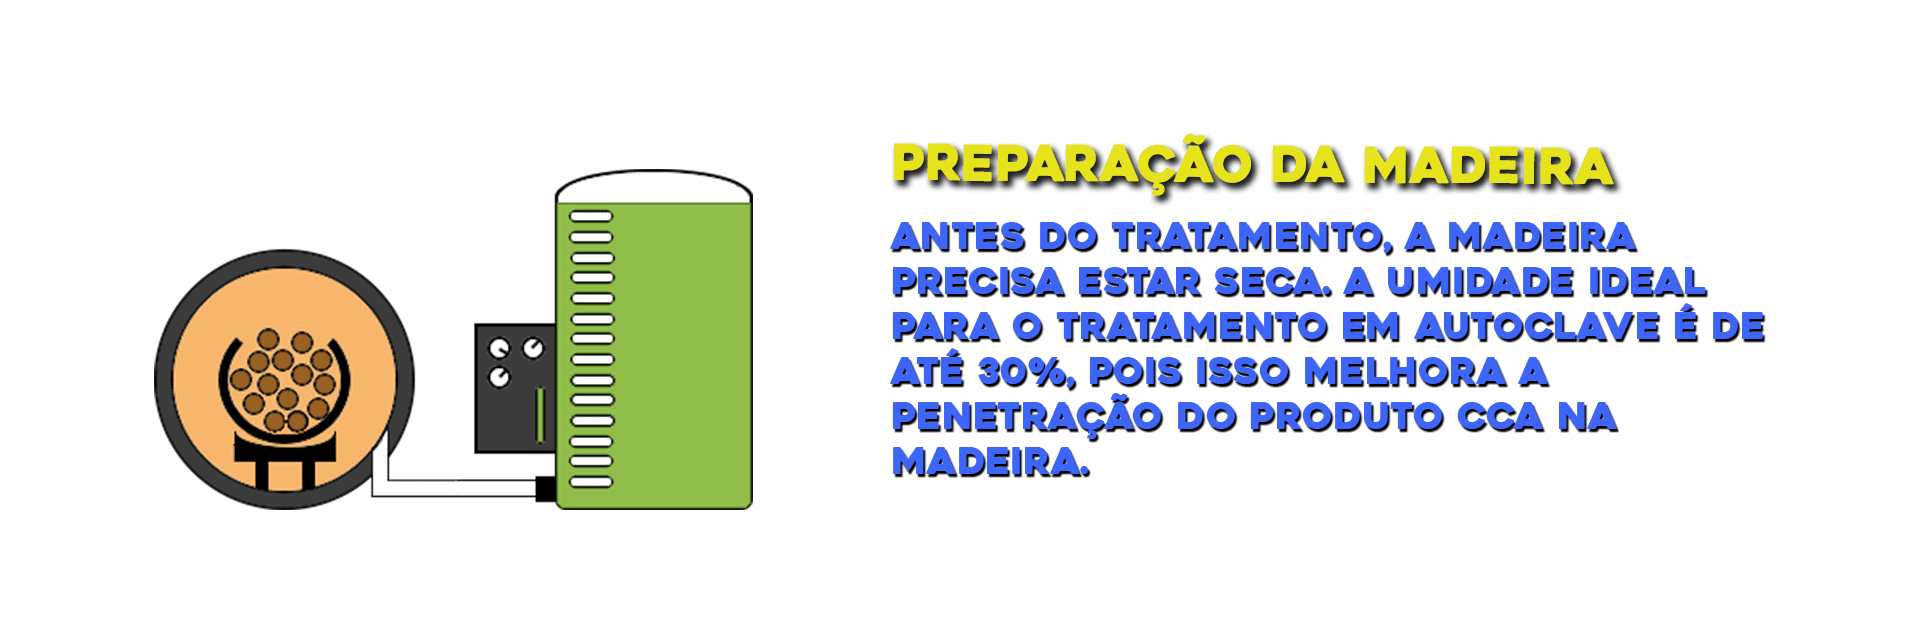 PREPARAÇÃO DA MADEIRA
ANTES DO TRATAMENTO, A MADEIRA
PRECISA ESTAR SECA. A UMIDADE IDEAL
PARA O TRATAMENTO EM AUTOCLAVE É DE
ATÉ 30%, POIS ISSO MELHORA A
PENETRAÇÃO DO PRODUTO CCA NA
MADEIRA.